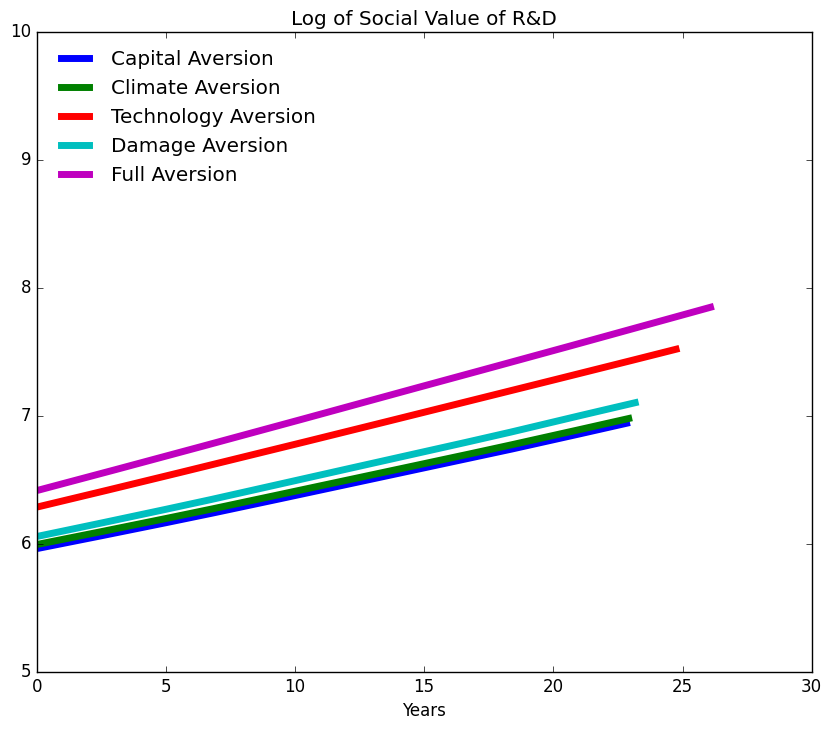 Log of Social Value of R&D
10
9
8
7
6
5
Capital Aversion
Climate Aversion
Technology Aversion
Damage Aversion
Full Aversion
0 5 10 15 20 25 30
Years